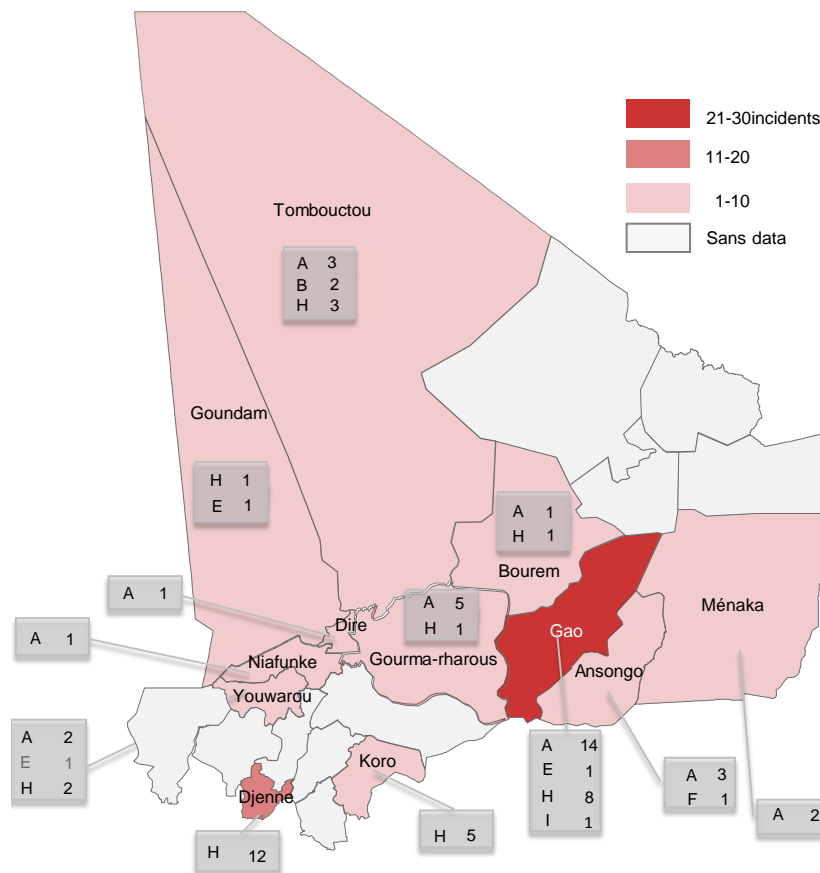 21-30incidents
11-20
1-10
Sans data
Tombouctou
A 3
B 2
H 3
Goundam
H 1
E 1
A 1
H 1
Bourem
A 1
Dire
A 5
H 1
Gourma-rharous
Ménaka
Gao
A 1
Niafunke
Ansongo
Youwarou
A 2
E 1
H 2
Koro
Djenne
A 14
E 1
H 8
I 1
A 3
F 1
A 2
H 5
H 12